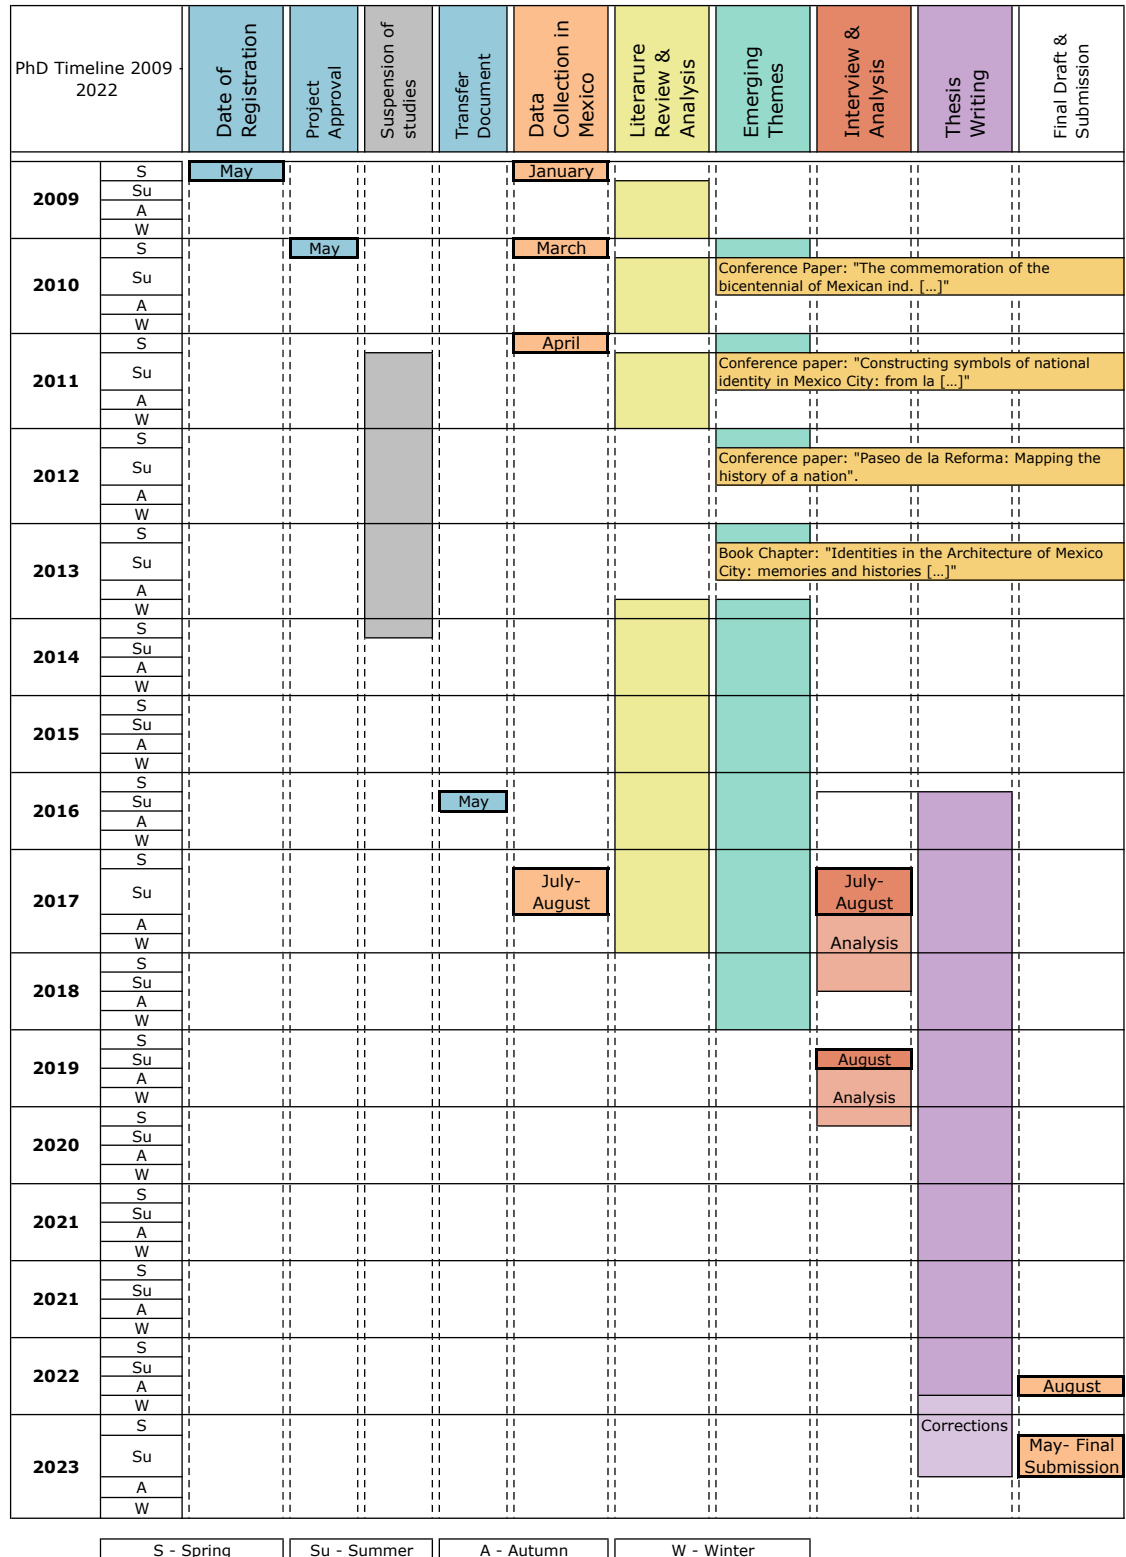 PhD Timeline 2009 -
2022
Date of
Registration
Project
Approval
Suspension of
studies
Transfer
Document
Data
Collection in
Mexico
Literarure
Review &
Analysis
Emerging
Themes
Interview &
Analysis
Thesis
Writing
Final Draft &
Submission
2009
S
May
January
Su
A
W
2010
S
May
March
Su
Conference Paper: "The commemoration of the
bicentennial of Mexican ind. […]"
A
W
2011
S
April
Su
Conference paper: "Constructing symbols of national
identity in Mexico City: from la […]"
A
W
2012
S
Su
Conference paper: "Paseo de la Reforma: Mapping the
history of a nation".
A
W
2013
S
Su
Book Chapter: "Identities in the Architecture of Mexico
City: memories and histories […]"
A
W
2014
S
Su
A
W
2015
S
Su
A
W
2016
S
Su
May
A
W
2017
S
Su
July-
August
July-
August
A
W
Analysis
2018
S
Su
A
W
2019
S
Su
August
A
W
Analysis
2020
S
Su
A
W
2021
S
Su
A
W
2021
S
Su
A
W
2022
S
Su
A
August
W
2023
S
Corrections
Su
May- Final
Submission
A
W
S - Spring
Su - Summer
A - Autumn
W - Winter